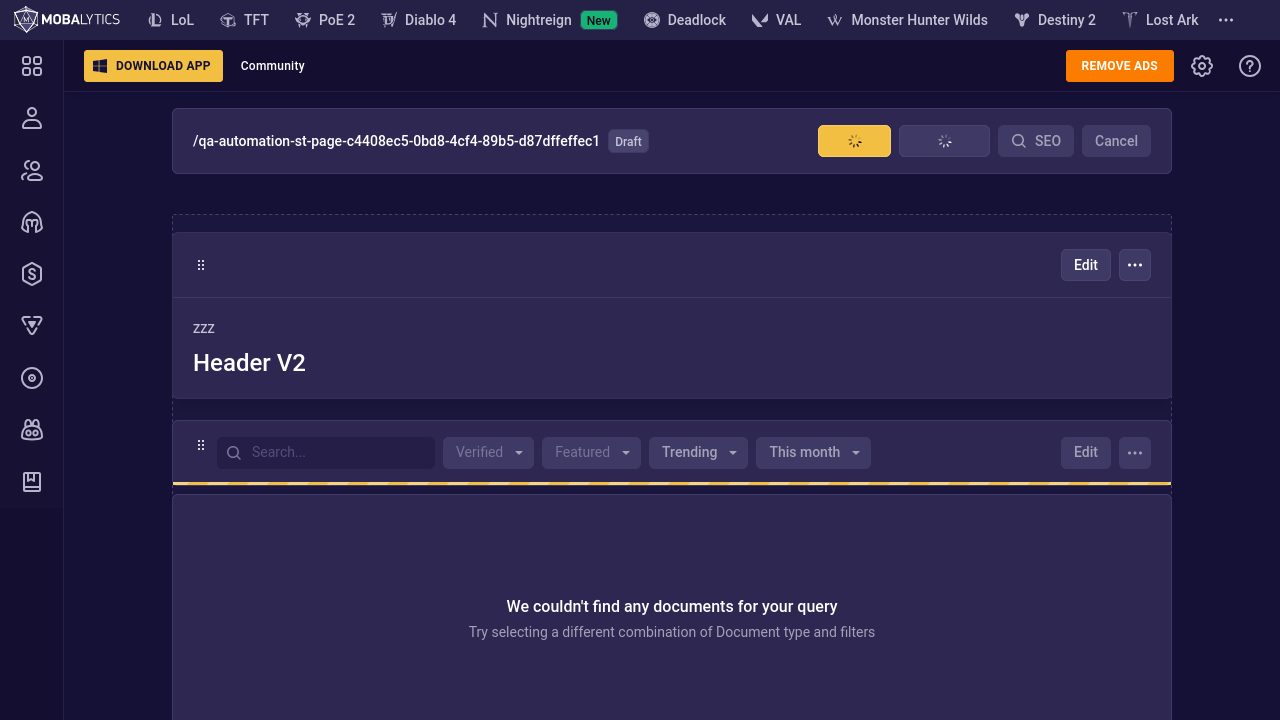 MOBALYTICS LoL TFT PoE 2 Diablo 4 Nightreign New Deadlock VAL Monster Hunter Wilds Destiny 2 Lost Ark
DOWNLOAD APP Community REMOVE ADS
/qa-automation-st-page-c4408ec5-0bd8-4cf4-89b5-d87dffeffec1 Draft SEO Cancel
Edit
zzz
Header V2
Search... Verified Featured Trending This month Edit
We couldn't find any documents for your query
Try selecting a different combination of Document type and filters